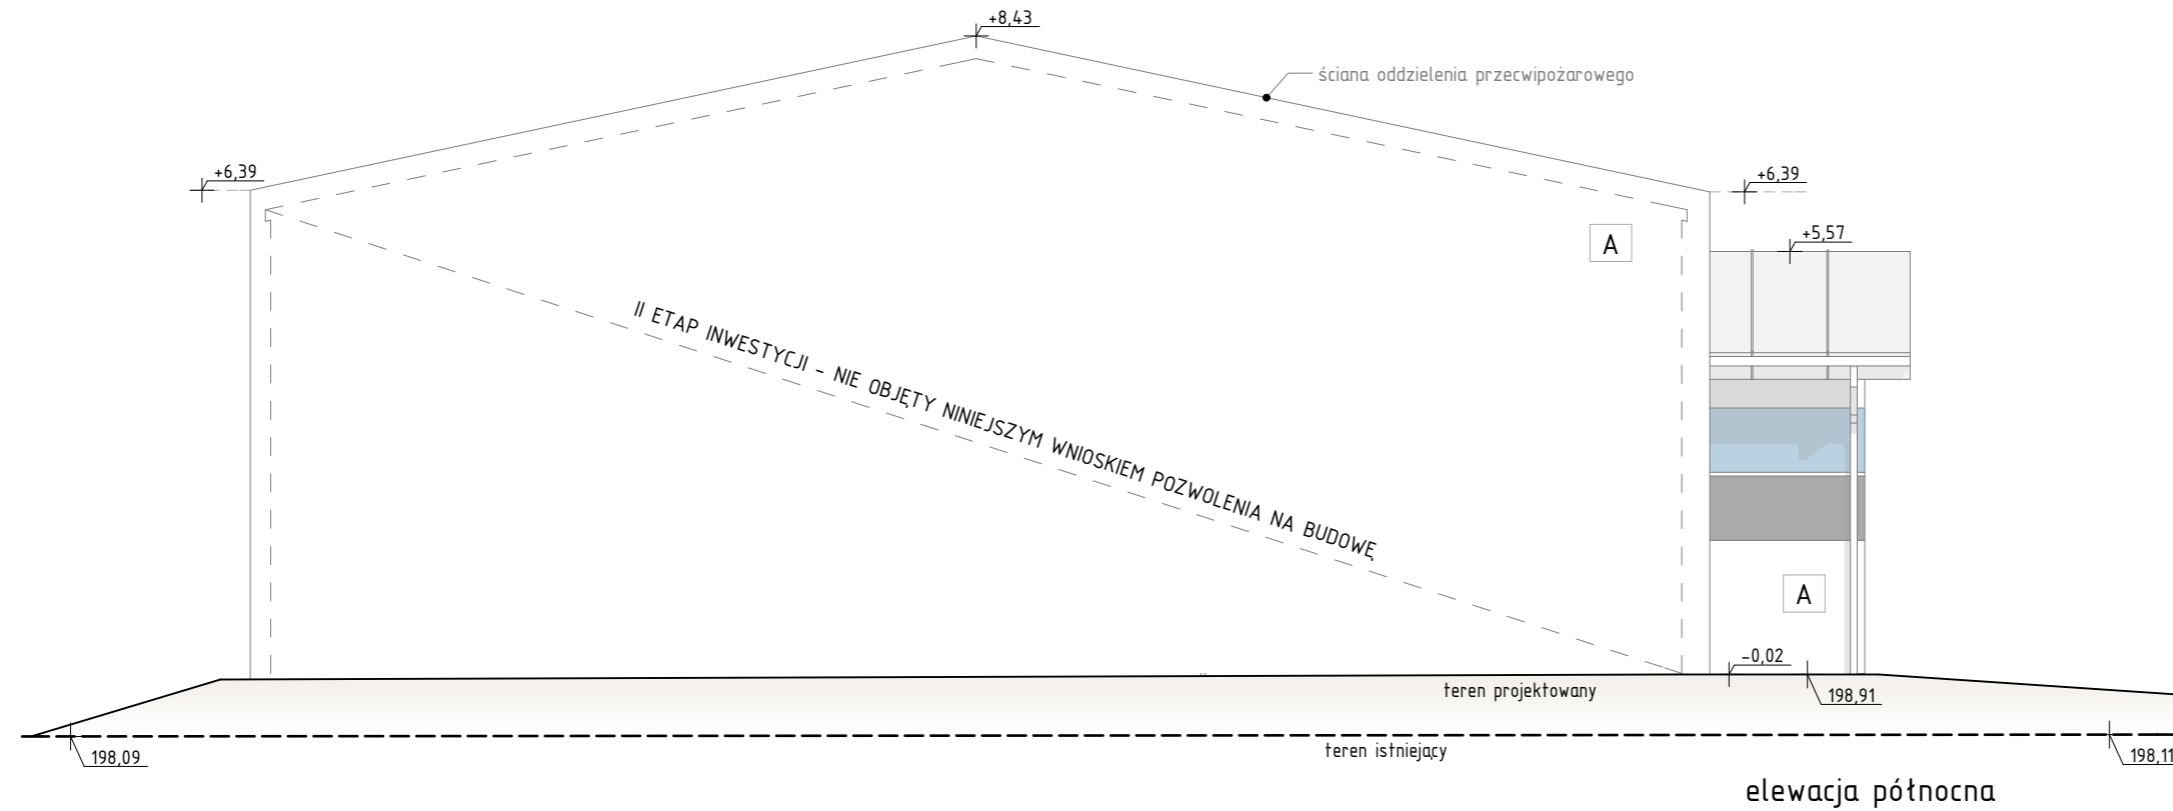 +8,43
ściana oddzielenia przecwipożarowego
+6,39
+6,39
+5,57
A
II ETAP INWESTYCJI - NIE OBJĘTY NINIEJSZYM WNIOSKIEM POZWOLENIA NA BUDOWĘ
A
-0,02
teren projektowany
198,91
teren istniejący
198,09
198,11
elewacja północna